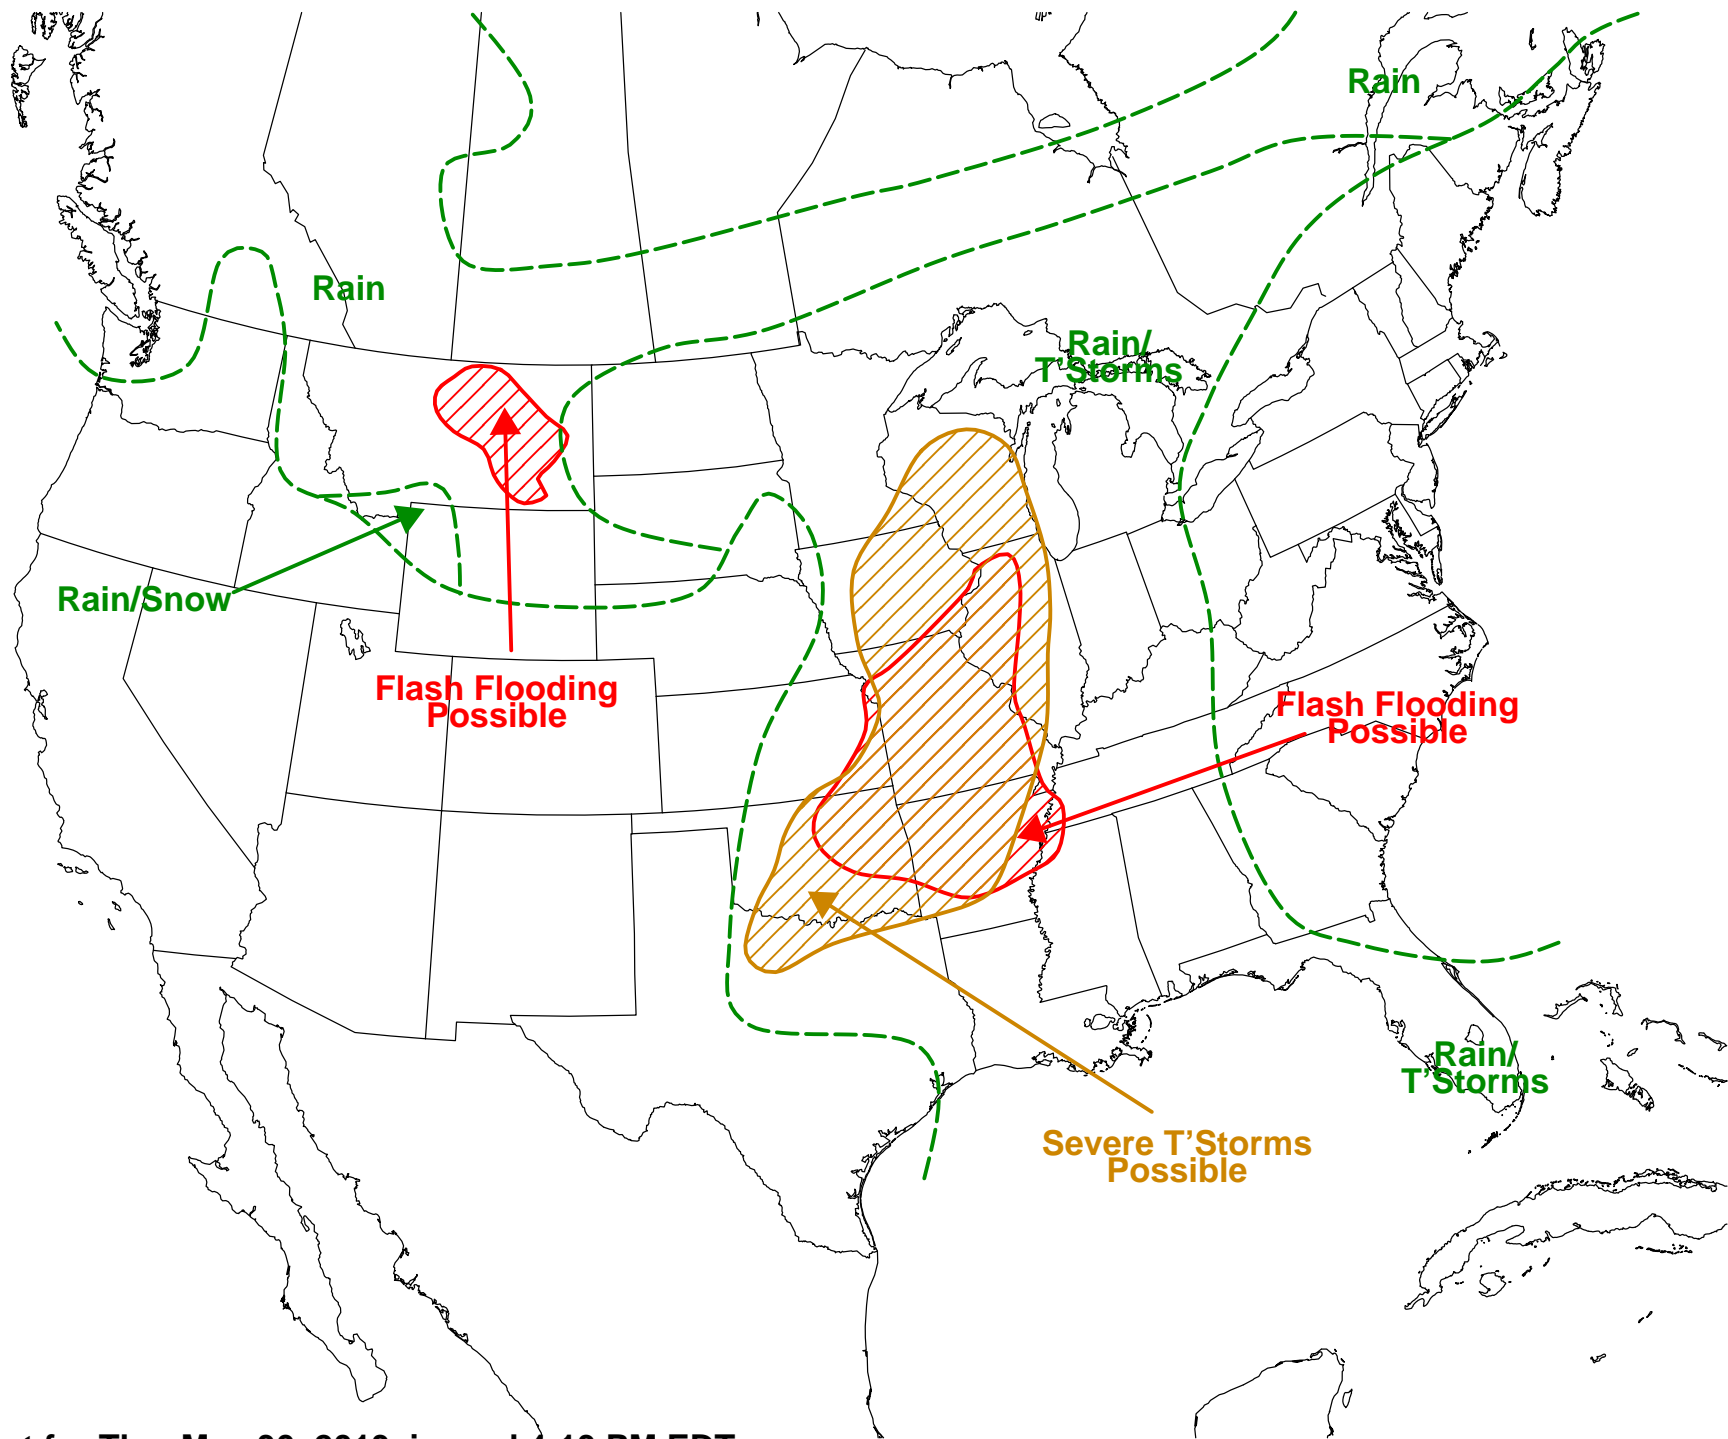 Rain
Rain
Rain/
T'Storms
Rain/Snow
Flash Flooding
Possible
Flash Flooding
Possible
Rain/
T'Storms
Severe T'Storms
Possible